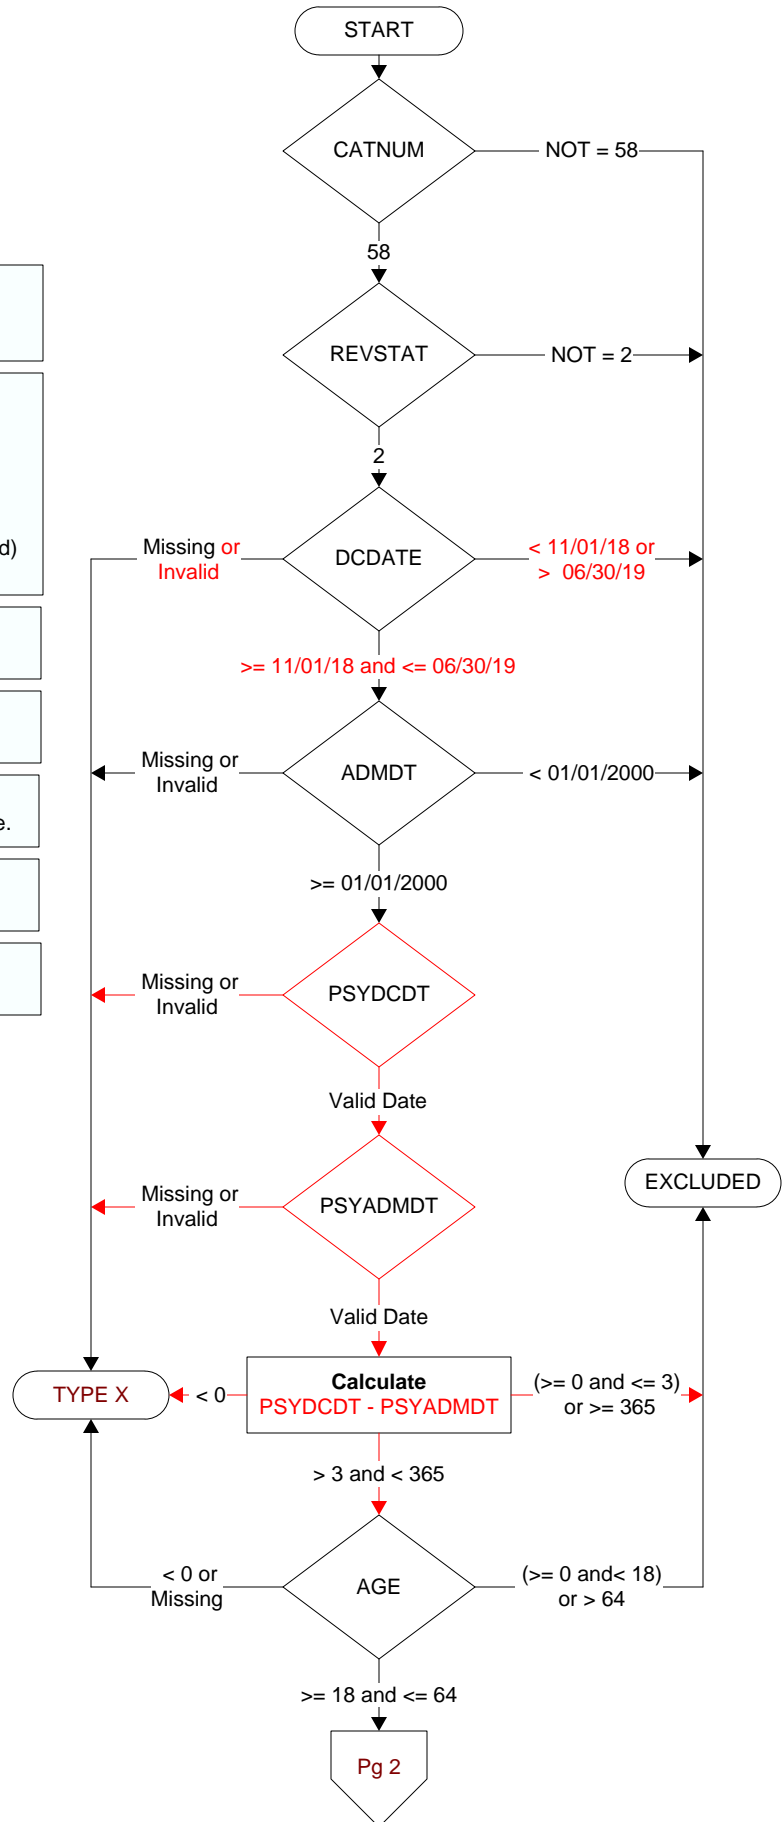 START
CATNUM
NOT = 58
58
REVSTAT
NOT = 2
2
d)
Missing or
Invalid
DCDATE
< 11/01/18 or
> 06/30/19
>= 11/01/18 and <= 06/30/19
Missing or
Invalid
ADMDT
< 01/01/2000
e.
>= 01/01/2000
Missing or
Invalid
PSYDCDT
Valid Date
Missing or
Invalid
PSYADMDT
EXCLUDED
Valid Date
TYPE X
< 0
Calculate
PSYDCDT - PSYADMDT
(>= 0 and <= 3)
or >= 365
> 3 and < 365
< 0 or
Missing
AGE
(>= 0 and< 18)
or > 64
>= 18 and <= 64
Pg 2